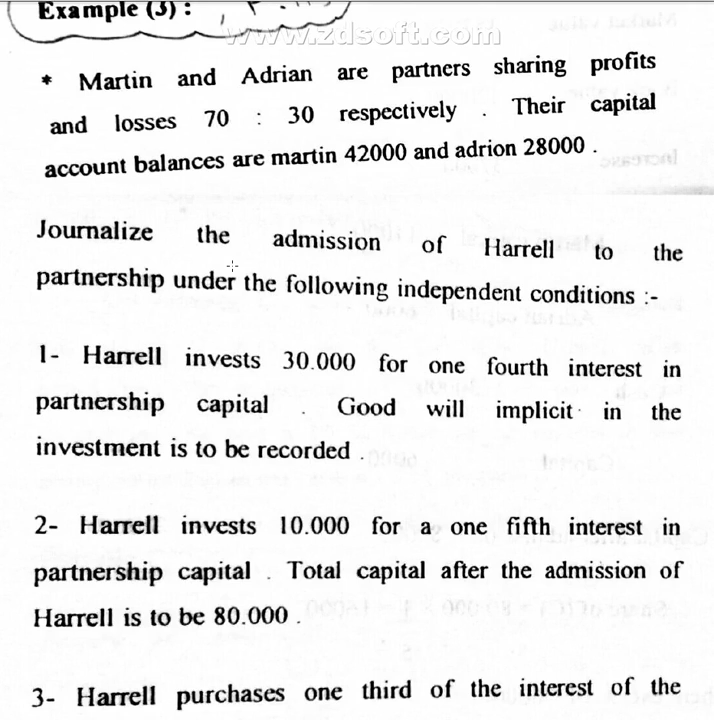 Example (3) :
www.zdsoft.com
* Martin and Adrian are partners sharing profits
and losses 70 : 30 respectively . Their capital
account balances are martin 42000 and adrion 28000 .
Journalize the admission of Harrell to the
partnership under the following independent conditions :-
1- Harrell invests 30.000 for one fourth interest in
partnership capital . Good will implicit in the
investment is to be recorded .
2- Harrell invests 10.000 for a one fifth interest in
partnership capital . Total capital after the admission of
Harrell is to be 80.000 .
3- Harrell purchases one third of the interest of the